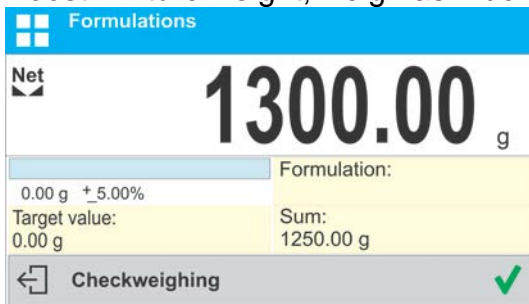 Formulations
Net
1300.00 g
Formulation:
0.00 g ±5.00%
Target value:
0.00 g
Sum:
1250.00 g
Checkweighing